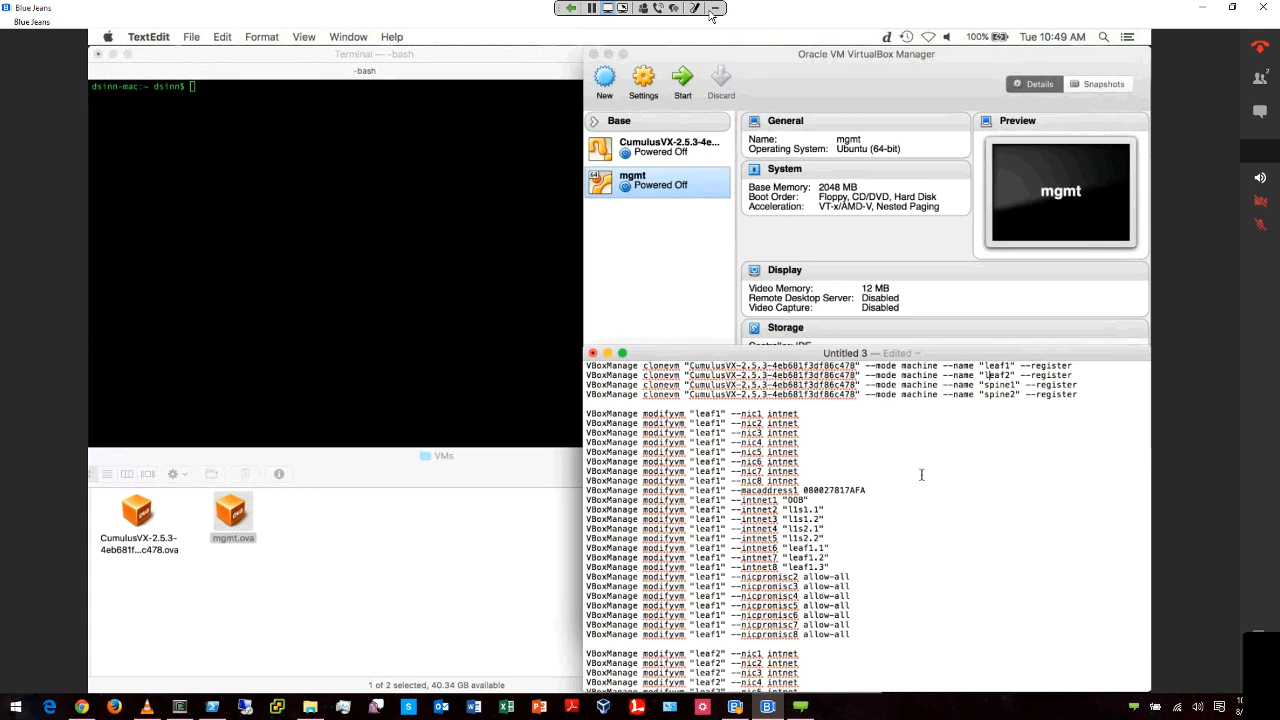 Blue Jeans
Blue Jeans
TextEdit File Edit Format View Window Help
100% Tue 10:49 AM
Terminal — -bash
-bash
dsinn-mac:~ dsinn$
Oracle VM VirtualBox Manager
New Settings Start Discard
Details Snapshots
Base
CumulusVX-2.5.3-4e...
Powered Off
64
mgmt
Powered Off
General
Name: mgmt
Operating System: Ubuntu (64-bit)
System
Base Memory: 2048 MB
Boot Order: Floppy, CD/DVD, Hard Disk
Acceleration: VT-x/AMD-V, Nested Paging
Preview
mgmt
Display
Video Memory: 12 MB
Remote Desktop Server: Disabled
Video Capture: Disabled
Storage
Untitled 3 — Edited
VBoxManage clonevm "CumulusVX-2.5.3-4eb681f3df86c478" --mode machine --name "leaf1" --register
VBoxManage clonevm "CumulusVX-2.5.3-4eb681f3df86c478" --mode machine --name "leaf2" --register
VBoxManage clonevm "CumulusVX-2.5.3-4eb681f3df86c478" --mode machine --name "spine1" --register
VBoxManage clonevm "CumulusVX-2.5.3-4eb681f3df86c478" --mode machine --name "spine2" --register
VBoxManage modifyvm "leaf1" --nic1 intnet
VBoxManage modifyvm "leaf1" --nic2 intnet
VBoxManage modifyvm "leaf1" --nic3 intnet
VBoxManage modifyvm "leaf1" --nic4 intnet
VBoxManage modifyvm "leaf1" --nic5 intnet
VBoxManage modifyvm "leaf1" --nic6 intnet
VBoxManage modifyvm "leaf1" --nic7 intnet
VBoxManage modifyvm "leaf1" --nic8 intnet
VBoxManage modifyvm "leaf1" --macaddress1 080027817AFA
VBoxManage modifyvm "leaf1" --intnet1 "OOB"
VBoxManage modifyvm "leaf1" --intnet2 "l1s1.1"
VBoxManage modifyvm "leaf1" --intnet3 "l1s1.2"
VBoxManage modifyvm "leaf1" --intnet4 "l1s2.1"
VBoxManage modifyvm "leaf1" --intnet5 "l1s2.2"
VBoxManage modifyvm "leaf1" --intnet6 "leaf1.1"
VBoxManage modifyvm "leaf1" --intnet7 "leaf1.2"
VBoxManage modifyvm "leaf1" --intnet8 "leaf1.3"
VBoxManage modifyvm "leaf1" --nicpromisc2 allow-all
VBoxManage modifyvm "leaf1" --nicpromisc3 allow-all
VBoxManage modifyvm "leaf1" --nicpromisc4 allow-all
VBoxManage modifyvm "leaf1" --nicpromisc5 allow-all
VBoxManage modifyvm "leaf1" --nicpromisc6 allow-all
VBoxManage modifyvm "leaf1" --nicpromisc7 allow-all
VBoxManage modifyvm "leaf1" --nicpromisc8 allow-all
VBoxManage modifyvm "leaf2" --nic1 intnet
VBoxManage modifyvm "leaf2" --nic2 intnet
VBoxManage modifyvm "leaf2" --nic3 intnet
VBoxManage modifyvm "leaf2" --nic4 intnet
VMs
CumulusVX-2.5.3-
4eb681f...c478.ova
mgmt.ova
1 of 2 selected, 40.34 GB available